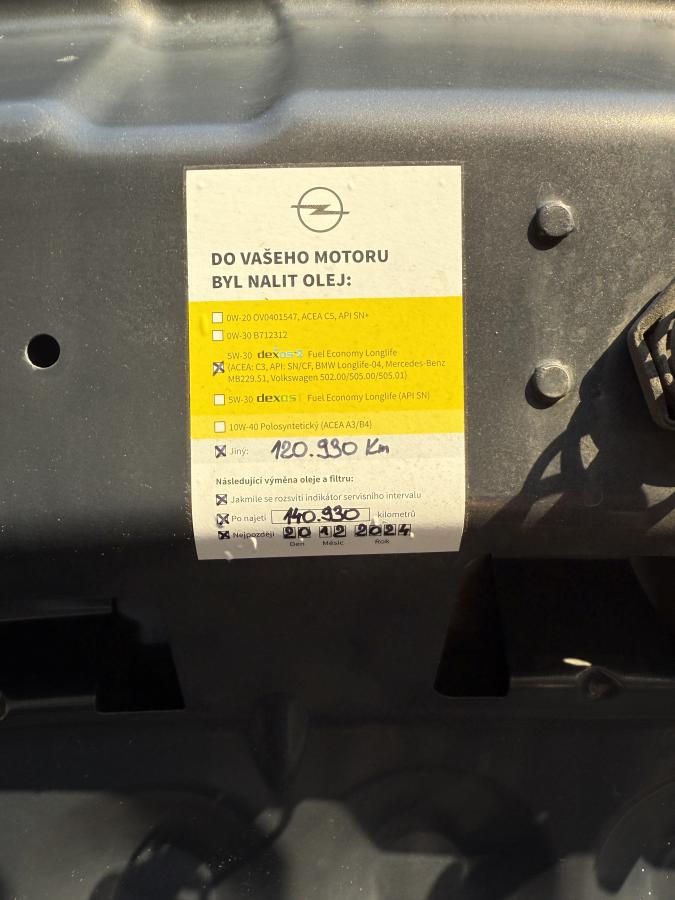 DO VAŠEHO MOTORU
BYL NALIT OLEJ:
0W-20 OV0401547, ACEA C5, API SN+
0W-30 B712312
5W-30 dexos 2 Fuel Economy Longlife
(ACEA: C3, API: SN/CF, BMW Longlife-04, Mercedes-Benz
MB229.51, Volkswagen 502.00/505.00/505.01)
5W-30 dexos 1 Fuel Economy Longlife (API SN)
10W-40 Polosyntetický (ACEA A3/B4)
Jiný: 120.930 Km
Následující výměna oleje a filtru:
Jakmile se rozsvítí indikátor servisního intervalu
Po najetí 140.930 kilometrů
Nejpozději 20 12 2024
Den Měsíc Rok